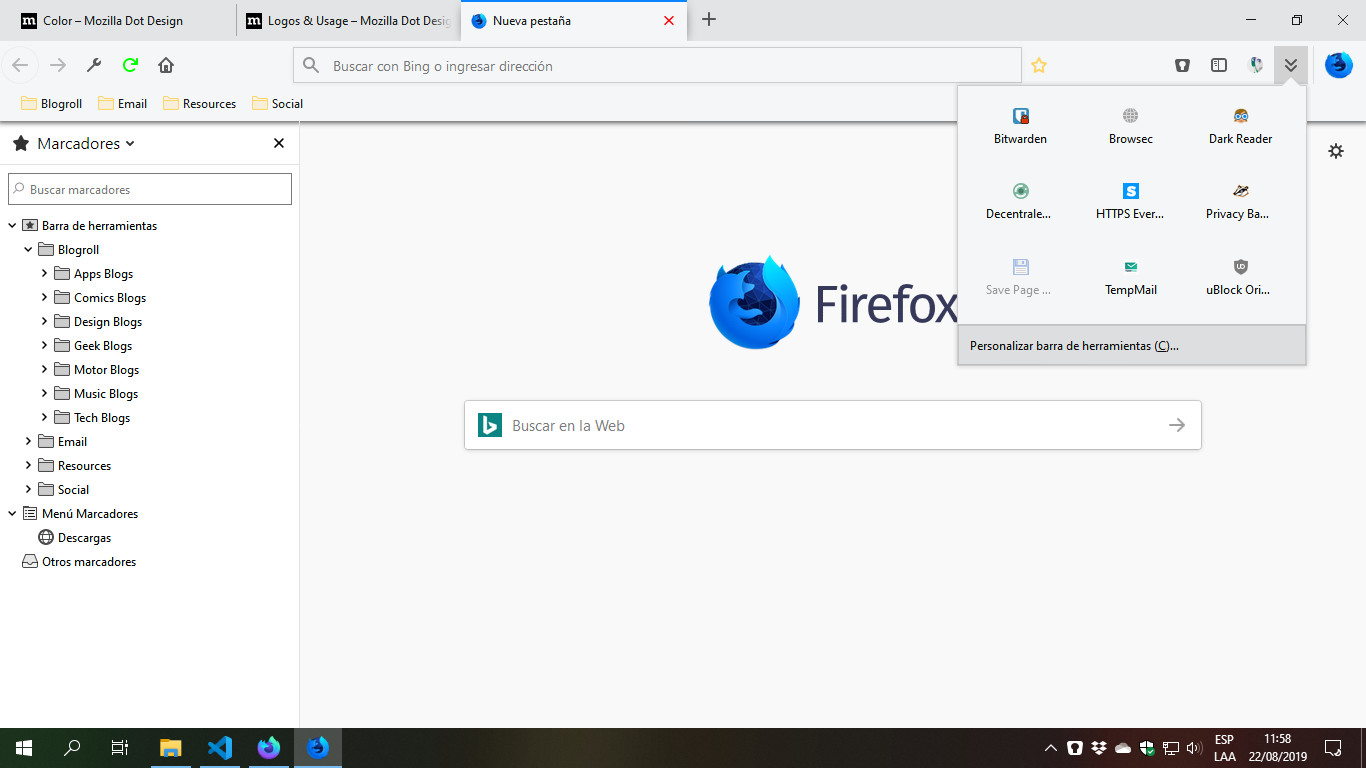 Color – Mozilla Dot Design
Logos & Usage – Mozilla Dot Desig
Nueva pestaña
Buscar con Bing o ingresar dirección
Blogroll
Email
Resources
Social
Marcadores
Buscar marcadores
Barra de herramientas
Blogroll
Apps Blogs
Comics Blogs
Design Blogs
Geek Blogs
Motor Blogs
Music Blogs
Tech Blogs
Email
Resources
Social
Menú Marcadores
Descargas
Otros marcadores
Firefox
Buscar en la Web
Bitwarden
Browsec
Dark Reader
Decentrale...
HTTPS Ever...
Privacy Ba...
Save Page ...
TempMail
uBlock Ori...
Personalizar barra de herramientas (C)...
ESP
LAA
11:58
22/08/2019